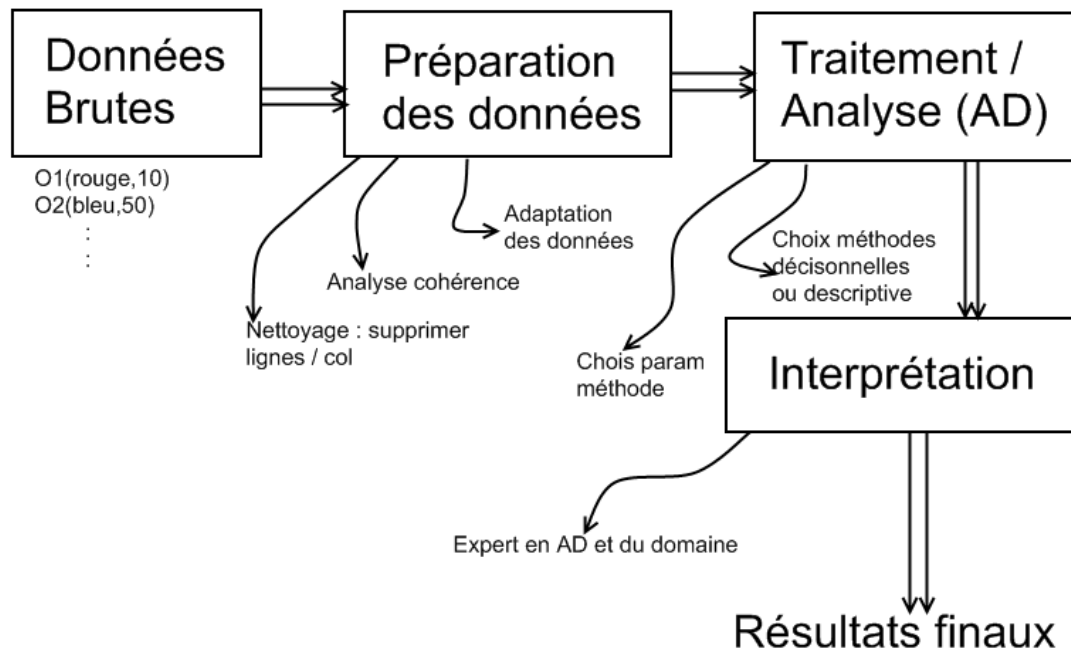 Données
Brutes
Préparation
des données
Traitement /
Analyse (AD)
O1(rouge,10)
O2(bleu,50)
:
:
Adaptation
des données
Analyse cohérence
Nettoyage : supprimer
lignes / col
Choix méthodes
décisonnelles
ou descriptive
Chois param
méthode
Interprétation
Expert en AD et du domaine
Résultats finaux